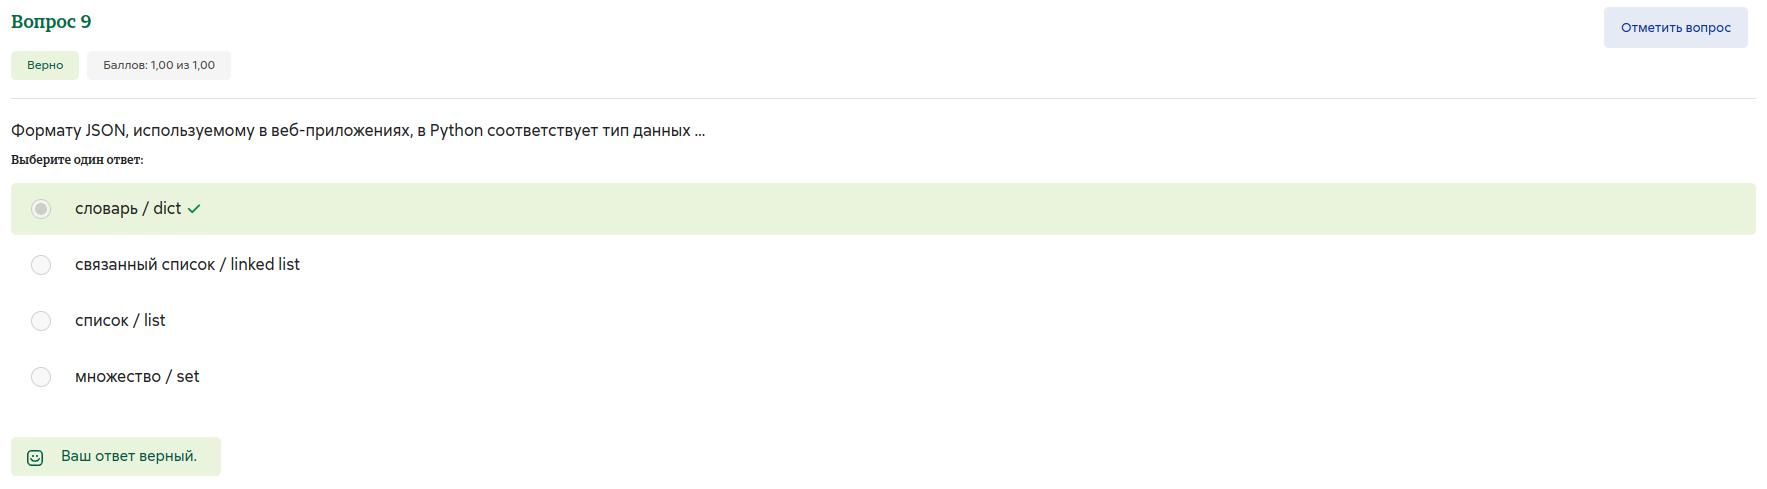 Вопрос 9
Отметить вопрос
Верно
Баллов: 1,00 из 1,00
Формату JSON, используемому в веб-приложениях, в Python соответствует тип данных ...
Выберите один ответ:
словарь / dict
связанный список / linked list
список / list
множество / set
Ваш ответ верный.